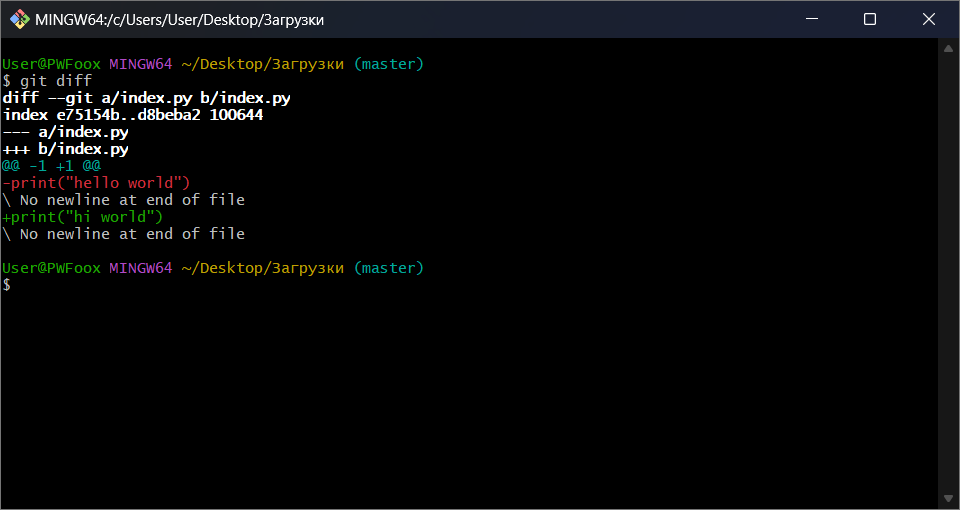 MINGW64:/c/Users/User/Desktop/Загрузки
User@PWFoox MINGW64 ~/Desktop/Загрузки (master)
$ git diff
diff --git a/index.py b/index.py
index e75154b..d8beba2 100644
--- a/index.py
+++ b/index.py
@@ -1 +1 @@
-print("hello world")
\ No newline at end of file
+print("hi world")
\ No newline at end of file
User@PWFoox MINGW64 ~/Desktop/Загрузки (master)
$